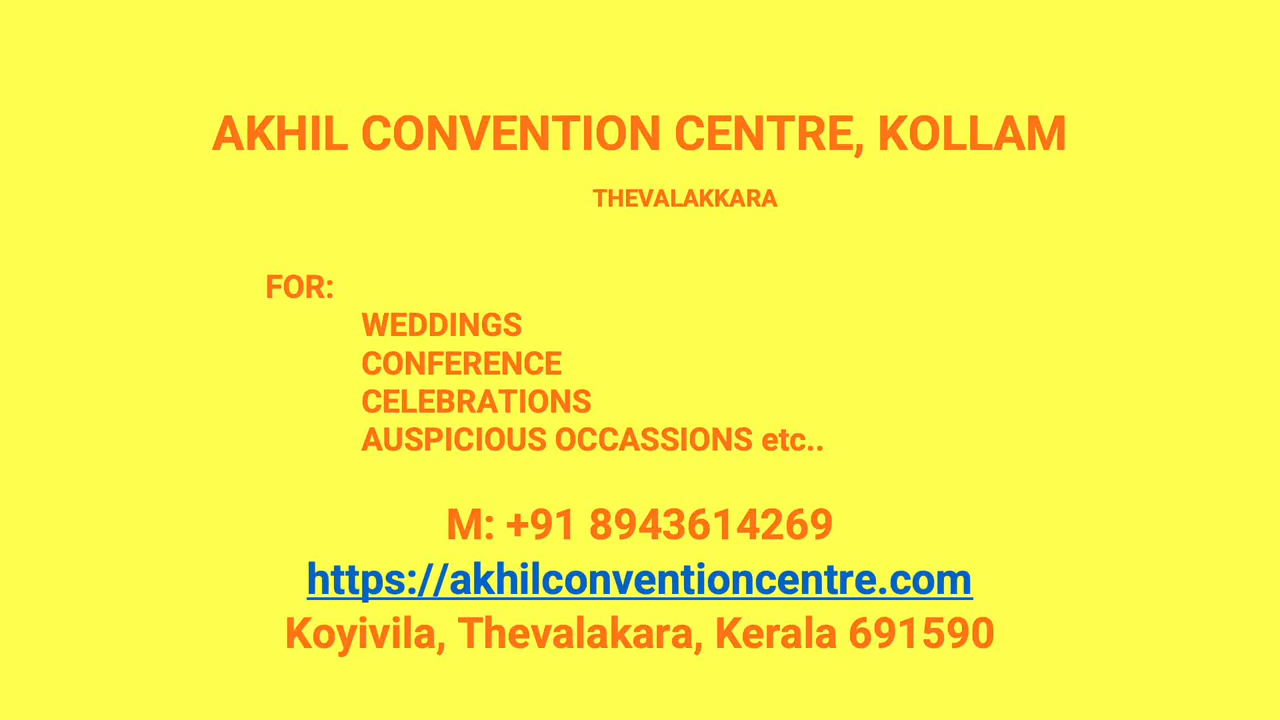 AKHIL CONVENTION CENTRE, KOLLAM
THEVALAKKARA
FOR:
WEDDINGS
CONFERENCE
CELEBRATIONS
AUSPICIOUS OCCASSIONS etc..
M: +91 8943614269
https://akhilconventioncentre.com
Koyivila, Thevalakara, Kerala 691590